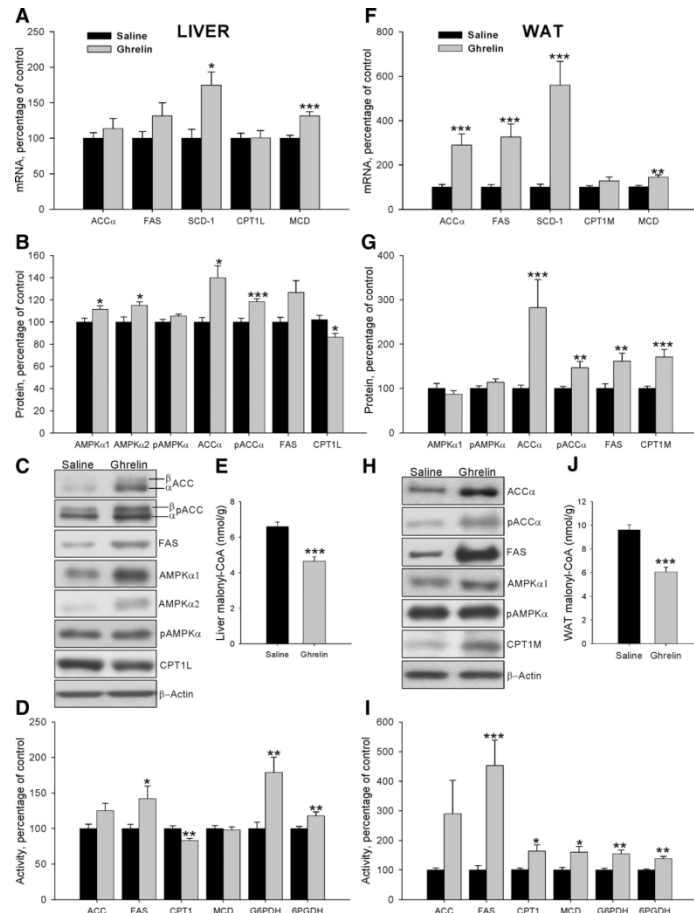 A
LIVER
Saline
Ghrelin
mRNA, percentage of control
200
150
100
50
0
*
***
ACCα FAS SCD-1 CPT1L MCD
B
Protein, percentage of control
160
140
120
100
80
60
40
20
0
* * * *** *
AMPKα1 AMPKα2 pAMPKα ACCα pACCα FAS CPT1L
C
Saline Ghrelin
β
α
ACC
β
α
pACC
FAS
AMPKα1
AMPKα2
pAMPKα
CPT1L
β-Actin
E
Liver malonyl-CoA (nmol/g)
8
6
4
2
0
***
Saline Ghrelin
D
Activity, percentage of control
250
200
150
100
50
0
* ** ** **
ACC FAS CPT1 MCD G6PDH 6PGDH
F
WAT
Saline
Ghrelin
mRNA, percentage of control
800
600
400
200
0
*** *** *** **
ACCα FAS SCD-1 CPT1M MCD
G
Protein, percentage of control
400
300
200
100
0
*** ** ** ***
AMPKα1 pAMPKα ACCα pACCα FAS CPT1M
H
Saline Ghrelin
ACCα
pACCα
FAS
AMPKα1
pAMPKα
CPT1M
β-Actin
J
WAT malonyl-CoA (nmol/g)
12
10
8
6
4
2
0
***
Saline Ghrelin
I
Activity, percentage of control
600
500
400
300
200
100
0
*** * * ** **
ACC FAS CPT1 MCD G6PDH 6PGDH